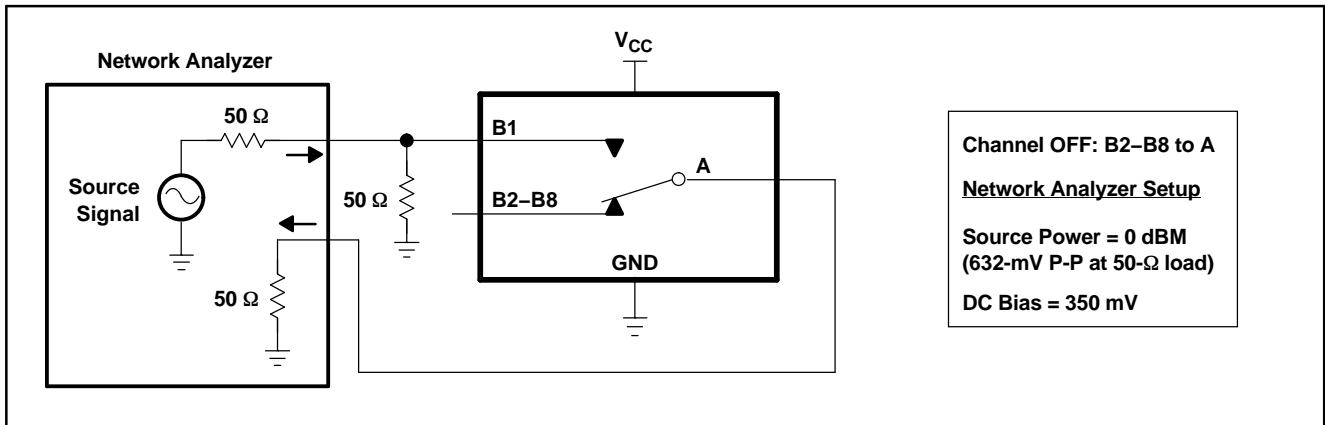 Network Analyzer
50 Ω
Source
Signal
50 Ω
50 Ω
VCC
B1
A
B2–B8
GND
Channel OFF: B2–B8 to A
Network Analyzer Setup
Source Power = 0 dBM
(632-mV P-P at 50-Ω load)
DC Bias = 350 mV